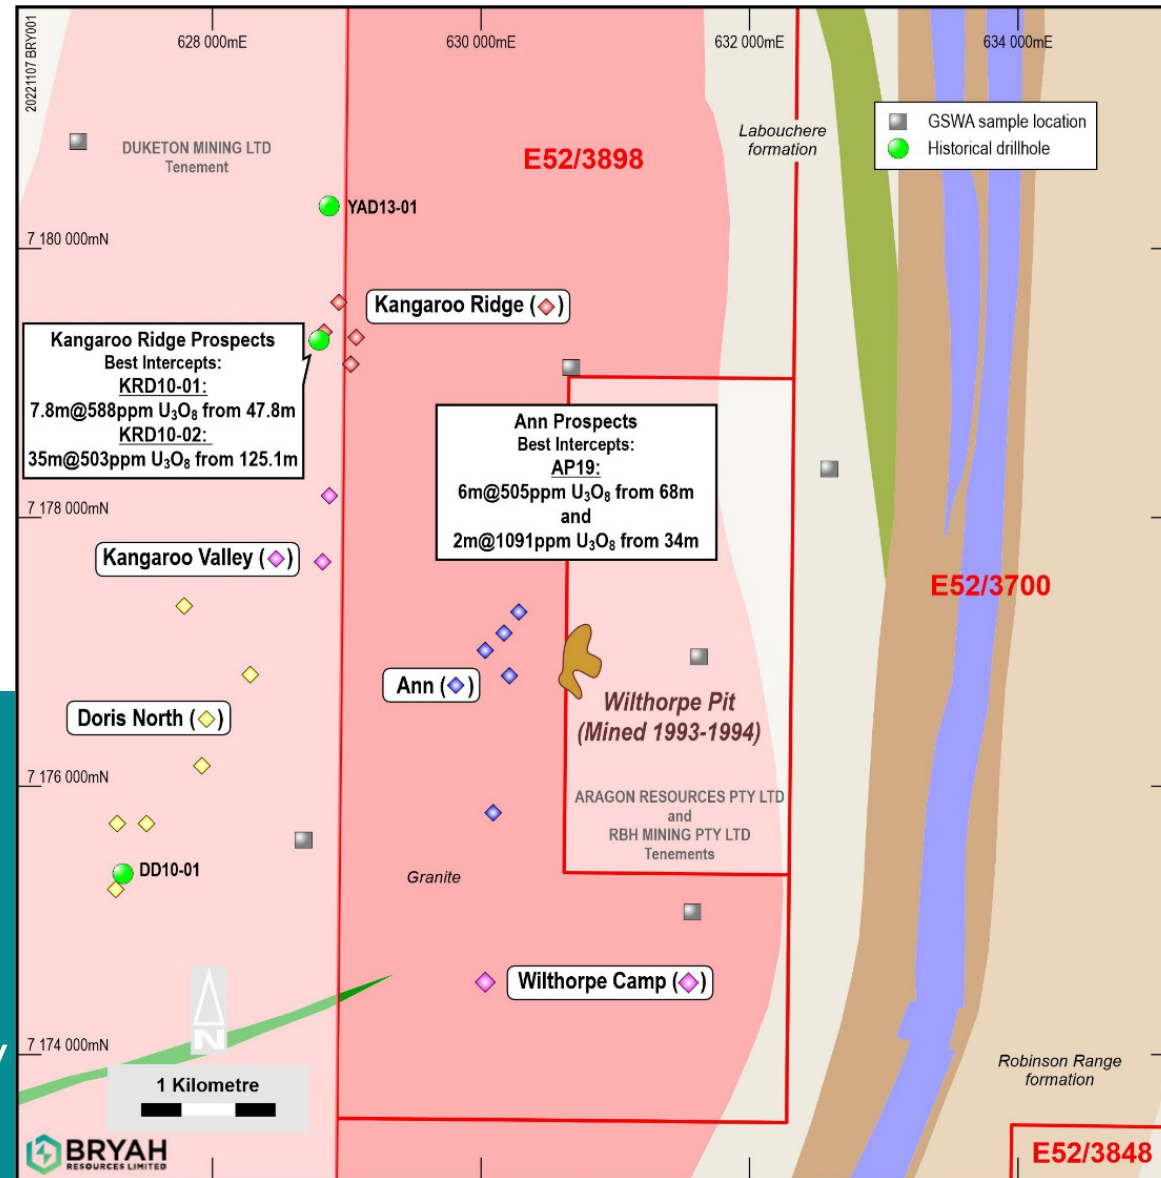 20221107 BRY001
628 000mE
630 000mE
632 000mE
634 000mE
GSWA sample location
Historical drillhole
Labouchere
formation
DUKETON MINING LTD
Tenement
E52/3898
YAD13-01
7 180 000mN
Kangaroo Ridge ( )
Kangaroo Ridge Prospects
Best Intercepts:
KRD10-01:
7.8m@588ppm U₃O₈ from 47.8m
KRD10-02:
35m@503ppm U₃O₈ from 125.1m
Ann Prospects
Best Intercepts:
AP19:
6m@505ppm U₃O₈ from 68m
and
2m@1091ppm U₃O₈ from 34m
7 178 000mN
Kangaroo Valley ( )
E52/3700
Ann ( )
Doris North ( )
Wilthorpe Pit
(Mined 1993-1994)
7 176 000mN
ARAGON RESOURCES PTY LTD
and
RBH MINING PTY LTD
Tenements
DD10-01
Granite
Wilthorpe Camp ( )
N
7 174 000mN
1 Kilometre
Robinson Range
formation
BRYAH
RESOURCES LIMITED
E52/3848